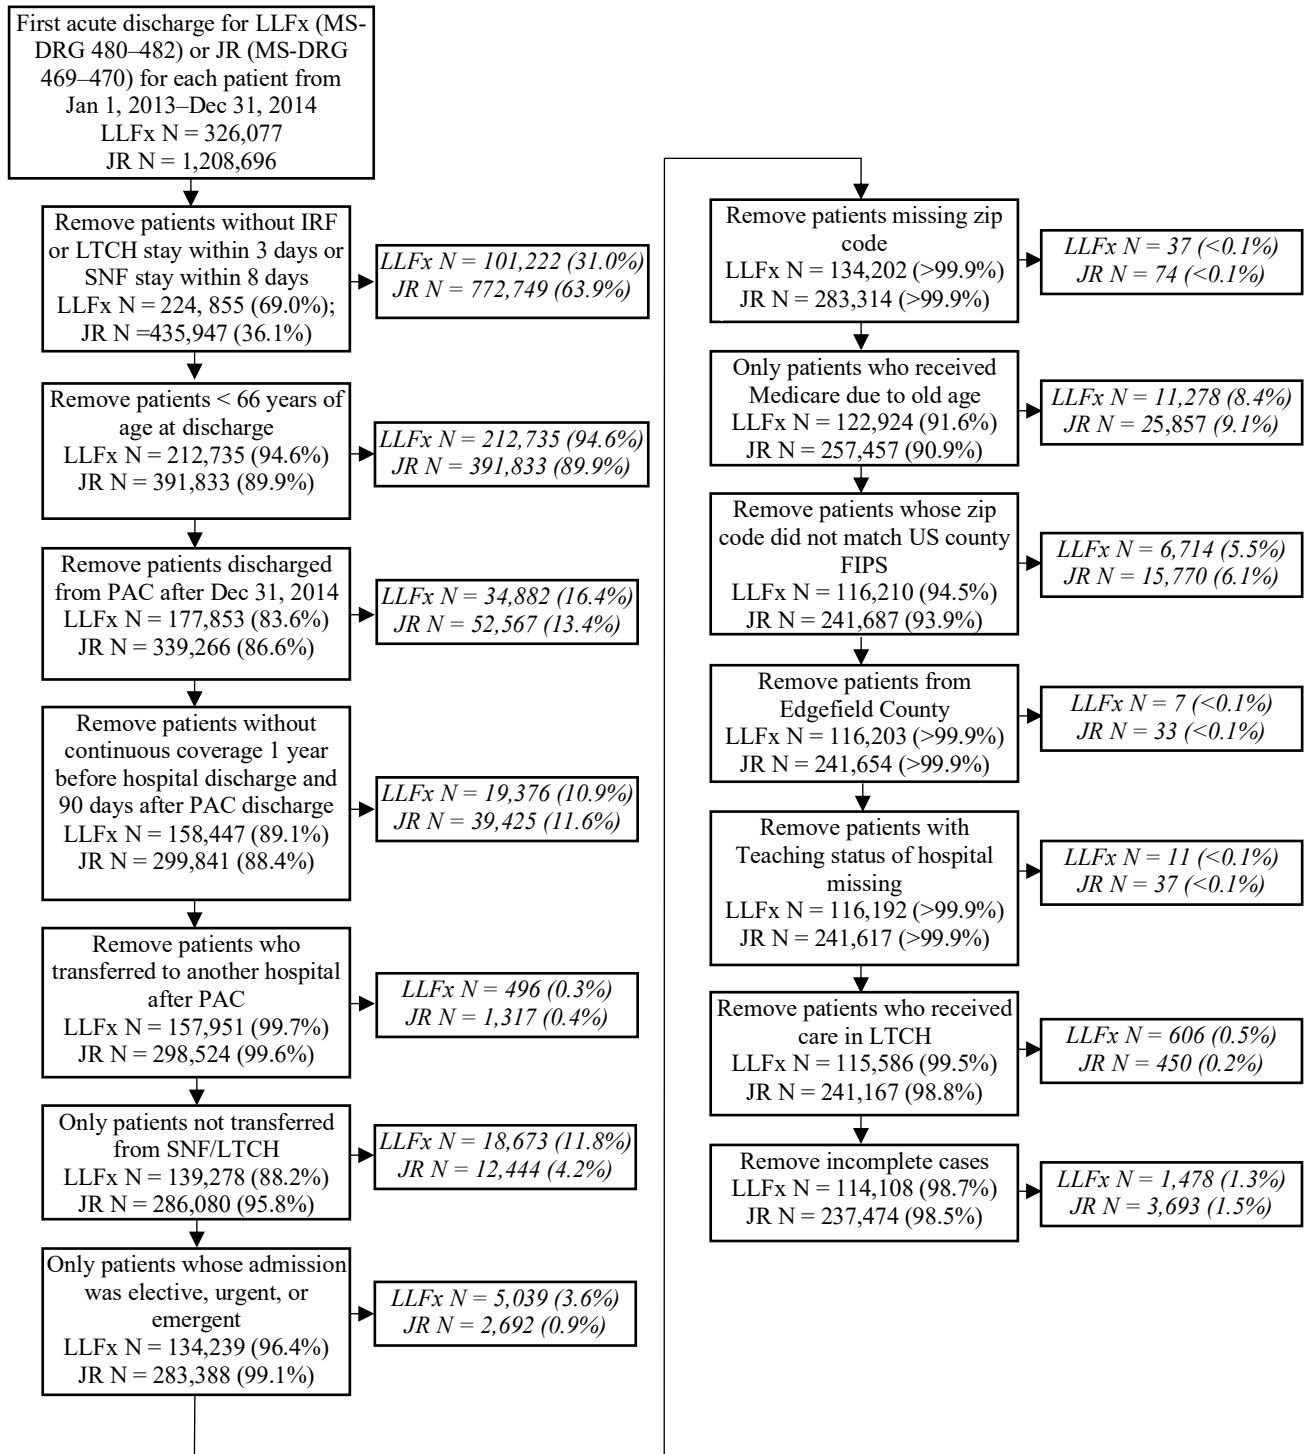 First acute discharge for LLFx (MS-
DRG 480–482) or JR (MS-DRG
469–470) for each patient from
Jan 1, 2013–Dec 31, 2014
LLFx N = 326,077
JR N = 1,208,696
Remove patients without IRF
or LTCH stay within 3 days or
SNF stay within 8 days
LLFx N = 224, 855 (69.0%);
JR N =435,947 (36.1%)
LLFx N = 101,222 (31.0%)
JR N = 772,749 (63.9%)
Remove patients < 66 years of
age at discharge
LLFx N = 212,735 (94.6%)
JR N = 391,833 (89.9%)
LLFx N = 212,735 (94.6%)
JR N = 391,833 (89.9%)
Remove patients discharged
from PAC after Dec 31, 2014
LLFx N = 177,853 (83.6%)
JR N = 339,266 (86.6%)
LLFx N = 34,882 (16.4%)
JR N = 52,567 (13.4%)
Remove patients without
continuous coverage 1 year
before hospital discharge and
90 days after PAC discharge
LLFx N = 158,447 (89.1%)
JR N = 299,841 (88.4%)
LLFx N = 19,376 (10.9%)
JR N = 39,425 (11.6%)
Remove patients who
transferred to another hospital
after PAC
LLFx N = 157,951 (99.7%)
JR N = 298,524 (99.6%)
LLFx N = 496 (0.3%)
JR N = 1,317 (0.4%)
Only patients not transferred
from SNF/LTCH
LLFx N = 139,278 (88.2%)
JR N = 286,080 (95.8%)
LLFx N = 18,673 (11.8%)
JR N = 12,444 (4.2%)
Only patients whose admission
was elective, urgent, or
emergent
LLFx N = 134,239 (96.4%)
JR N = 283,388 (99.1%)
LLFx N = 5,039 (3.6%)
JR N = 2,692 (0.9%)
Remove patients missing zip
code
LLFx N = 134,202 (>99.9%)
JR N = 283,314 (>99.9%)
LLFx N = 37 (<0.1%)
JR N = 74 (<0.1%)
Only patients who received
Medicare due to old age
LLFx N = 122,924 (91.6%)
JR N = 257,457 (90.9%)
LLFx N = 11,278 (8.4%)
JR N = 25,857 (9.1%)
Remove patients whose zip
code did not match US county
FIPS
LLFx N = 116,210 (94.5%)
JR N = 241,687 (93.9%)
LLFx N = 6,714 (5.5%)
JR N = 15,770 (6.1%)
Remove patients from
Edgefield County
LLFx N = 116,203 (>99.9%)
JR N = 241,654 (>99.9%)
LLFx N = 7 (<0.1%)
JR N = 33 (<0.1%)
Remove patients with
Teaching status of hospital
missing
LLFx N = 116,192 (>99.9%)
JR N = 241,617 (>99.9%)
LLFx N = 11 (<0.1%)
JR N = 37 (<0.1%)
Remove patients who received
care in LTCH
LLFx N = 115,586 (99.5%)
JR N = 241,167 (98.8%)
LLFx N = 606 (0.5%)
JR N = 450 (0.2%)
Remove incomplete cases
LLFx N = 114,108 (98.7%)
JR N = 237,474 (98.5%)
LLFx N = 1,478 (1.3%)
JR N = 3,693 (1.5%)